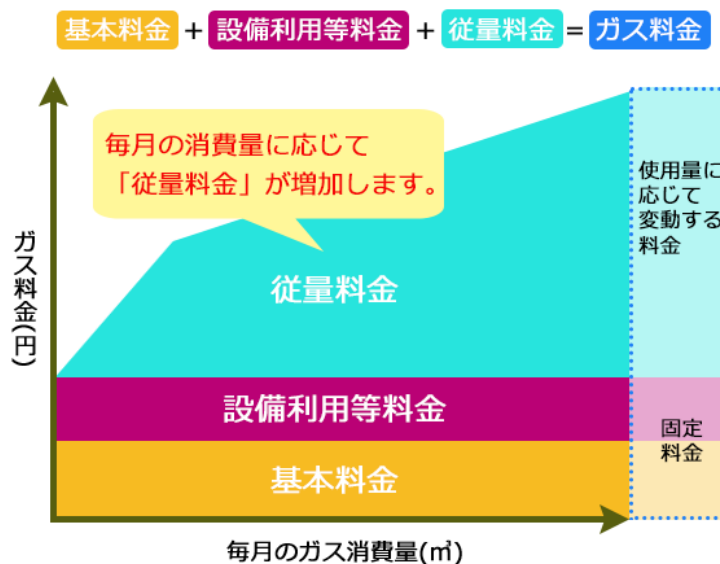 基本料金 + 設備利用等料金 + 従量料金 = ガス料金
毎月の消費量に応じて
「従量料金」が増加します。
使用量に
応じて
変動する
料金
ガス料金(円)
従量料金
設備利用等料金
固定
料金
基本料金
毎月のガス消費量(㎥)